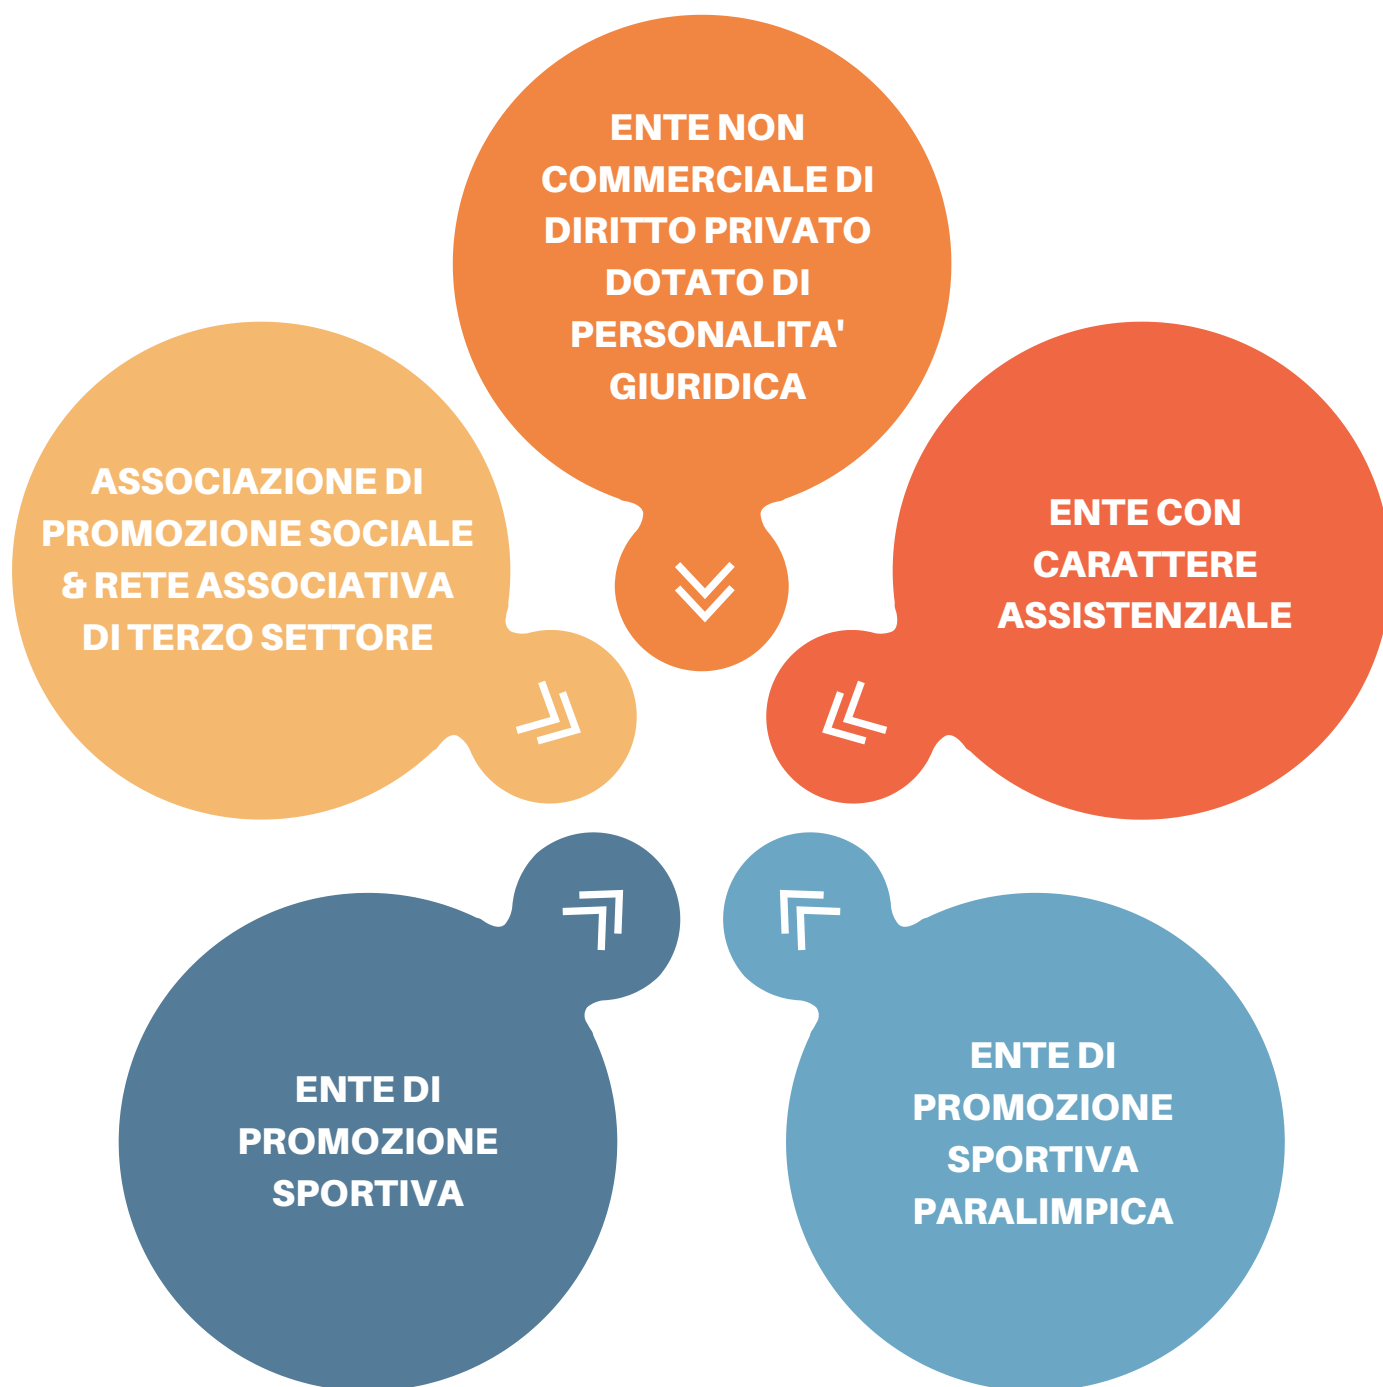 ENTE NON
COMMERCIALE DI
DIRITTO PRIVATO
DOTATO DI
PERSONALITA'
GIURIDICA
ASSOCIAZIONE DI
PROMOZIONE SOCIALE
& RETE ASSOCIATIVA
DI TERZO SETTORE
ENTE CON
CARATTERE
ASSISTENZIALE
ENTE DI
PROMOZIONE
SPORTIVA
ENTE DI
PROMOZIONE
SPORTIVA
PARALIMPICA